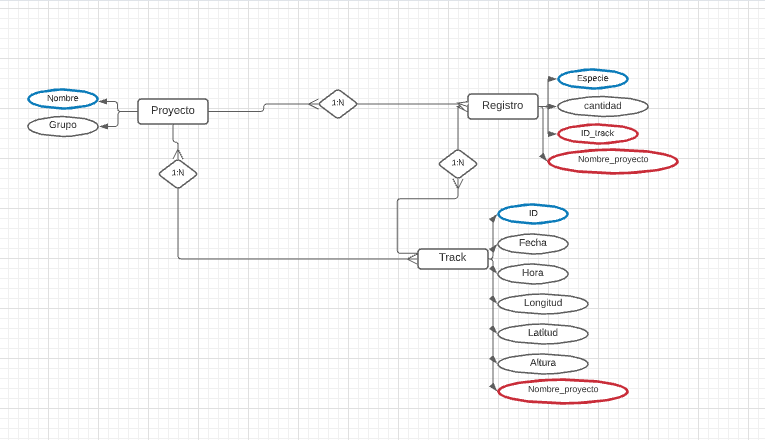 Nombre
Grupo
Proyecto
1:N
Registro
Especie
cantidad
ID_track
Nombre_proyecto
1:N
1:N
Track
ID
Fecha
Hora
Longitud
Latitud
Altura
Nombre_proyecto